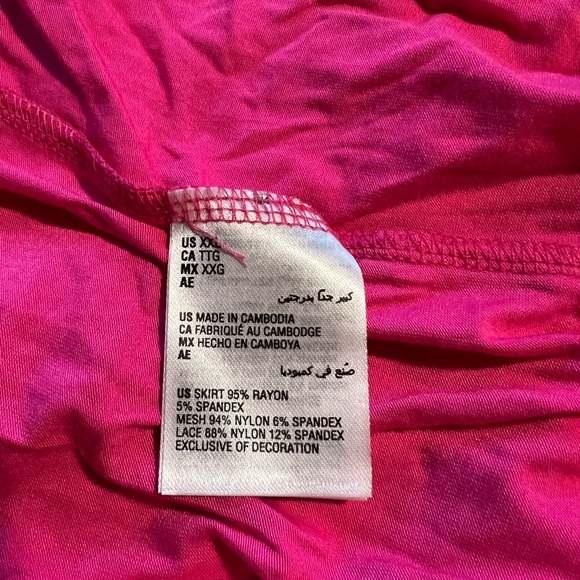 US XXL
CA TTG
MX XXG
AE
كبير جدًا بدرجتين
US MADE IN CAMBODIA
CA FABRIQUÉ AU CAMBODGE
MX HECHO EN CAMBOYA
AE
صُنع في كمبوديا
US SKIRT 95% RAYON
5% SPANDEX
MESH 94% NYLON 6% SPANDEX
LACE 88% NYLON 12% SPANDEX
EXCLUSIVE OF DECORATION